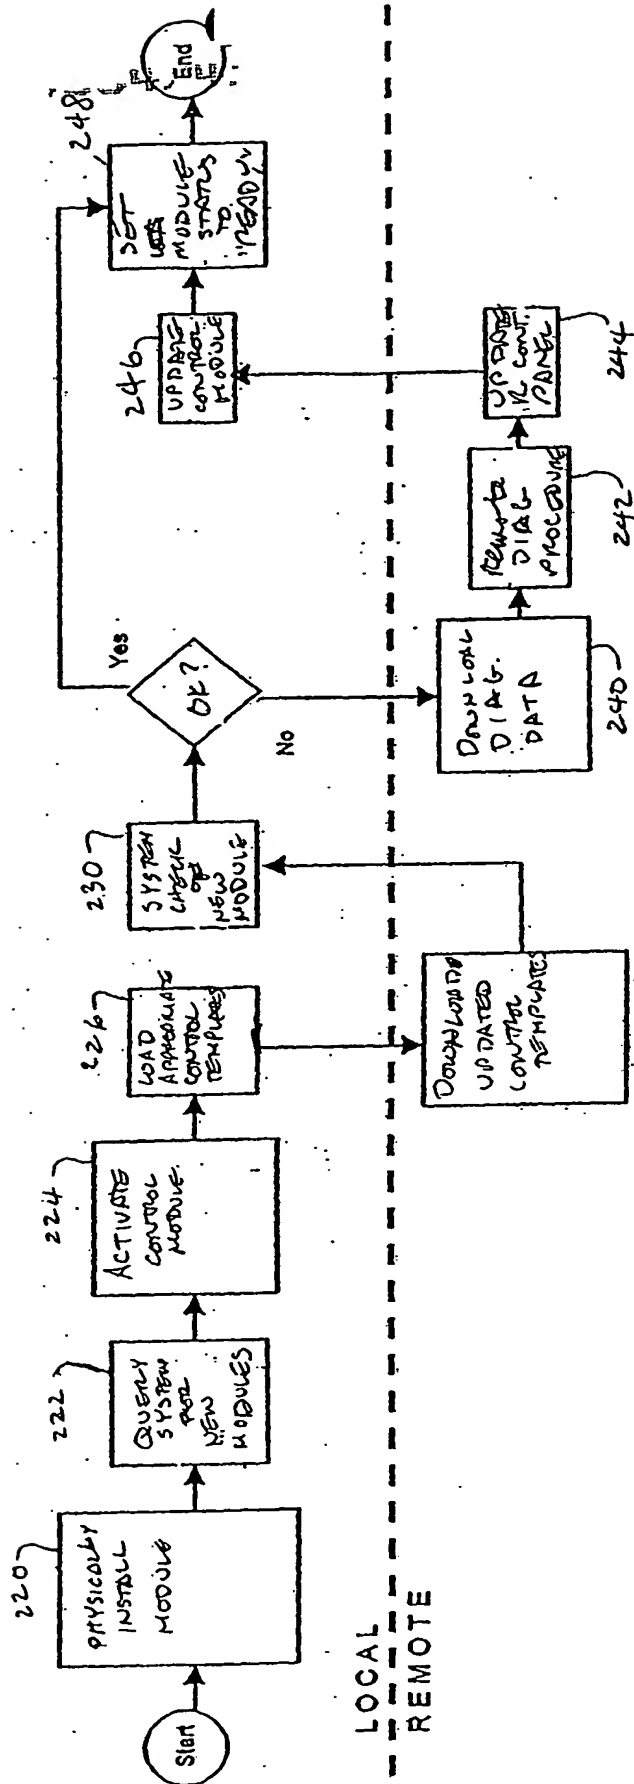 Start
220
PHYSICALLY
INSTALL
MODULE
222
QUERY
SYSTEM
FOR
NEW
MODULES
224
ACTIVATE
CONTROL
MODULE.
226
LOAD
APPROPRIATE
CONTROL
TEMPLATES
DOWNLOAD
UPDATED
CONTROL
TEMPLATES
230
SYSTEM
CHECK
OF
NEW
MODULE
OK?
Yes
No
DOWNLOAD
DIAG.
DATA
240
Remote
DIAG
PROCEDURE
242
UPDATE
CONT.
PANEL
244
246
UPDATE
CONTROL
MODULE
248
SET
MODULE
STATUS
TO
"READY"
End
LOCAL
REMOTE